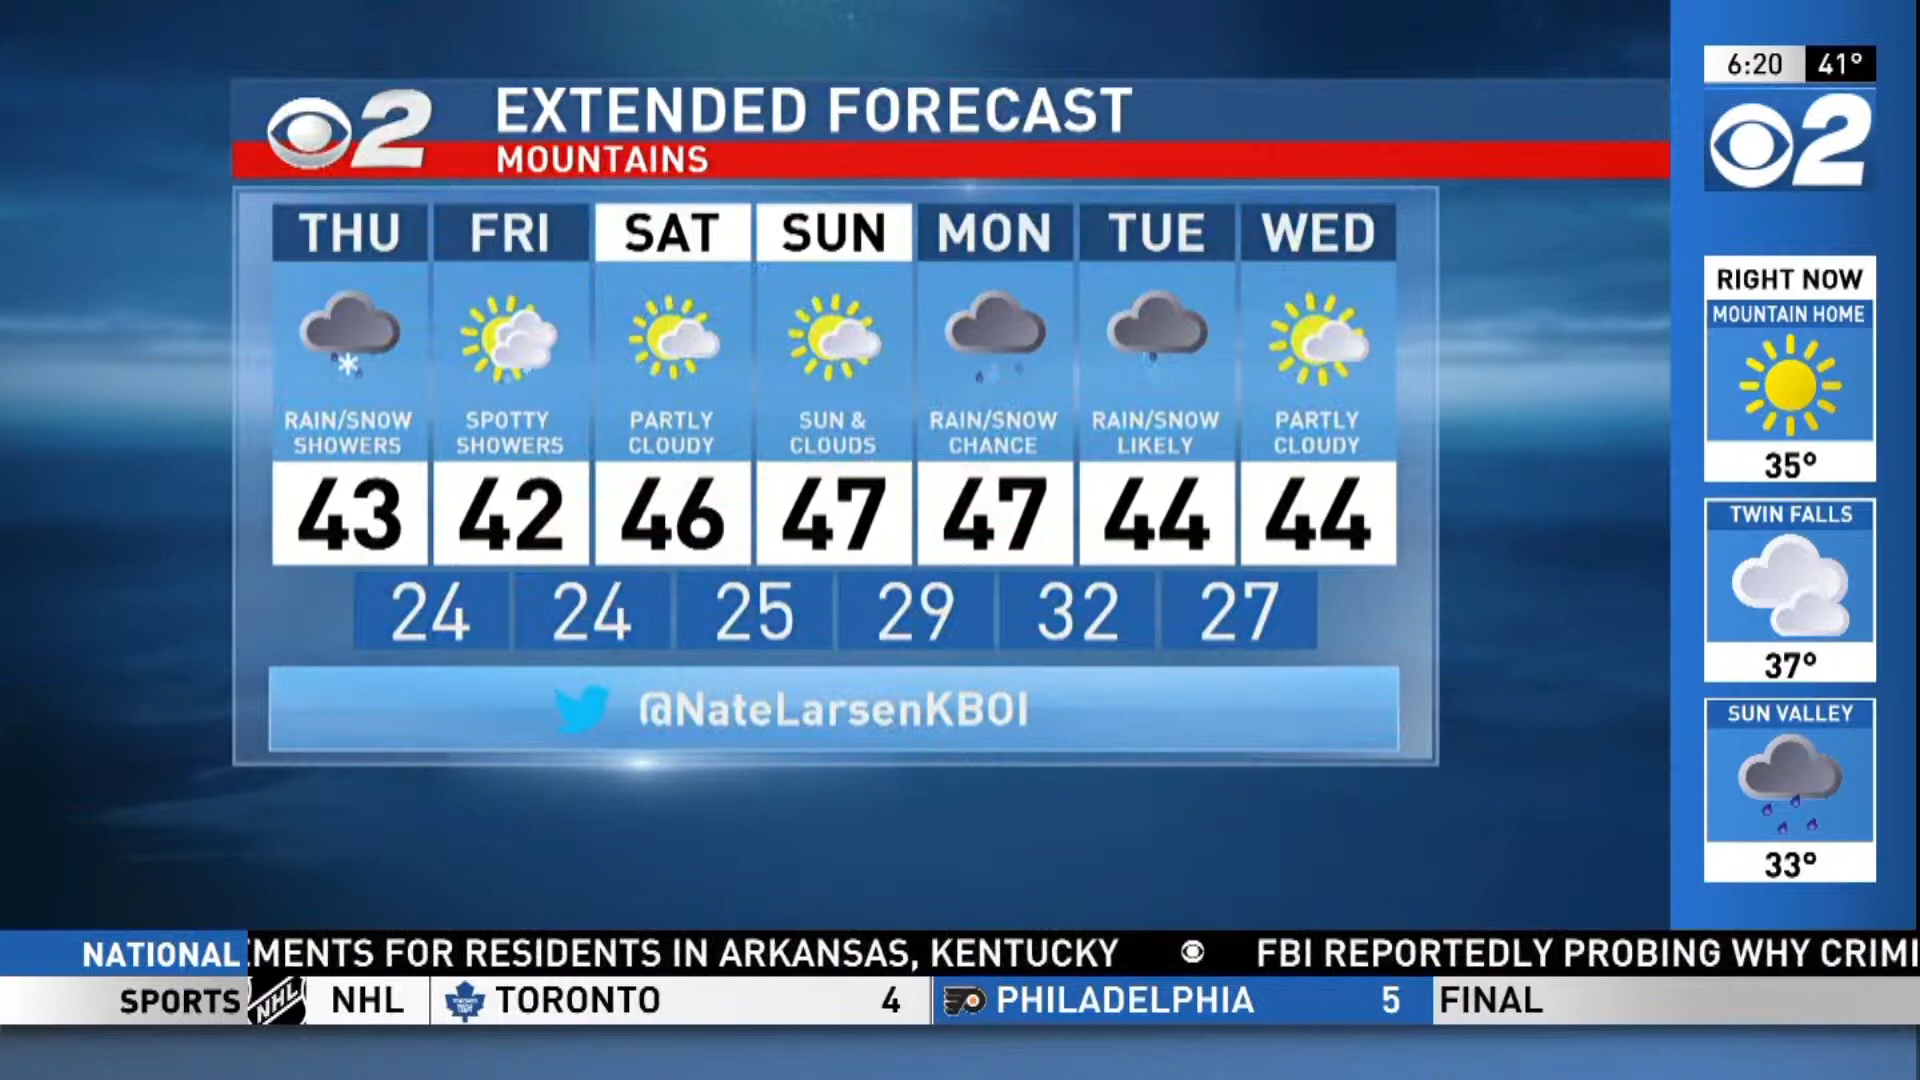 2 EXTENDED FORECAST
MOUNTAINS
6:20 41°
2
THU FRI SAT SUN MON TUE WED
RAIN/SNOW SHOWERS
SPOTTY SHOWERS
PARTLY CLOUDY
SUN & CLOUDS
RAIN/SNOW CHANCE
RAIN/SNOW LIKELY
PARTLY CLOUDY
43 42 46 47 47 44 44
24 24 25 29 32 27
@NateLarsenKBOI
RIGHT NOW
MOUNTAIN HOME
35°
TWIN FALLS
37°
SUN VALLEY
33°
NATIONAL MENTS FOR RESIDENTS IN ARKANSAS, KENTUCKY FBI REPORTEDLY PROBING WHY CRIMI
SPORTS NHL NHL TORONTO 4 PHILADELPHIA 5 FINAL